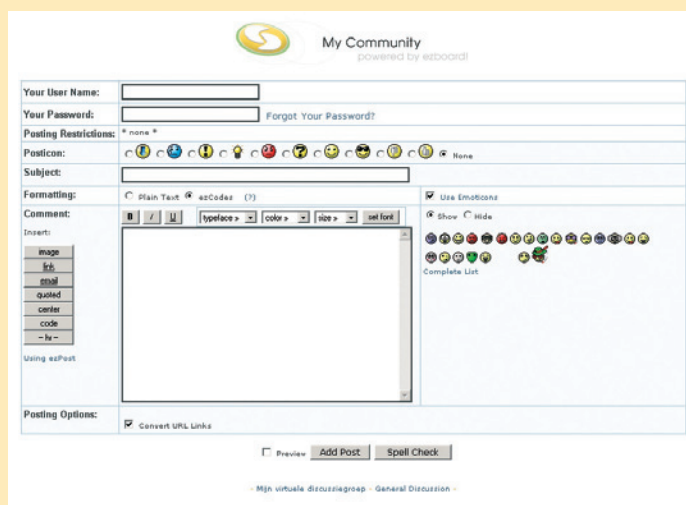 My Community
powered by ezboard!
Your User Name:
Your Password: Forgot Your Password?
Posting Restrictions: * none *
Posticon: None
Subject:
Formatting: Plain Text ezCodes (?) Use Emoticons
Comment: B I U [typeface > color > size > set font Show Hide
Insert:
image
link
email
quoted
center
code
- hr -
Complete List
Using ezPost
Posting Options:
Convert URL Links
Preview Add Post Spell Check
- Mijn virtuele discussiegroep - General Discussion -